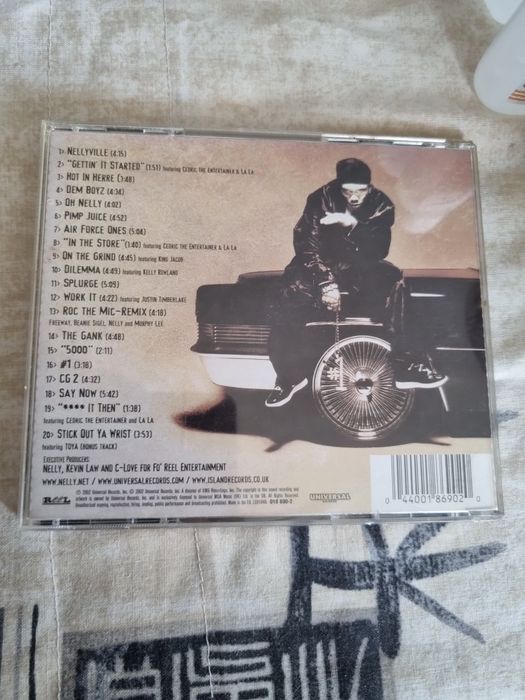 1> Nellyville (4:15)
2> "Gettin' It Started" (1:51) featuring Cedric The Entertainer & La La
3> Hot In Herre (3:48)
4> Dem Boyz (4:34)
5> Oh Nelly (4:02)
6> Pimp Juice (4:52)
7> Air Force Ones (5:04)
8> "In The Store" (1:40) featuring Cedric The Entertainer & La La
9> On The Grind (4:45) featuring King Jacob
10> Dilemma (4:49) featuring Kelly Rowland
11> Splurge (5:09)
12> Work It (4:22) featuring Justin Timberlake
13> Roc The Mic-Remix (4:18)
Freeway, Beanie Sigel, Nelly and Murphy Lee
14> The Gank (4:48)
15> "5000" (2:11)
16> #1 (3:18)
17> CG 2 (4:32)
18> Say Now (5:42)
19> "**** It Then" (1:38)
featuring Cedric The Entertainer and La La
20> Stick Out Ya Wrist (3:53)
featuring Toya (Bonus Track)
Executive Producers:
Nelly, Kevin Law and C-Love for Fo' Reel Entertainment
www.nelly.net / www.universalrecords.com / www.islandrecords.co.uk
UNIVERSAL
0 44001 86902 0